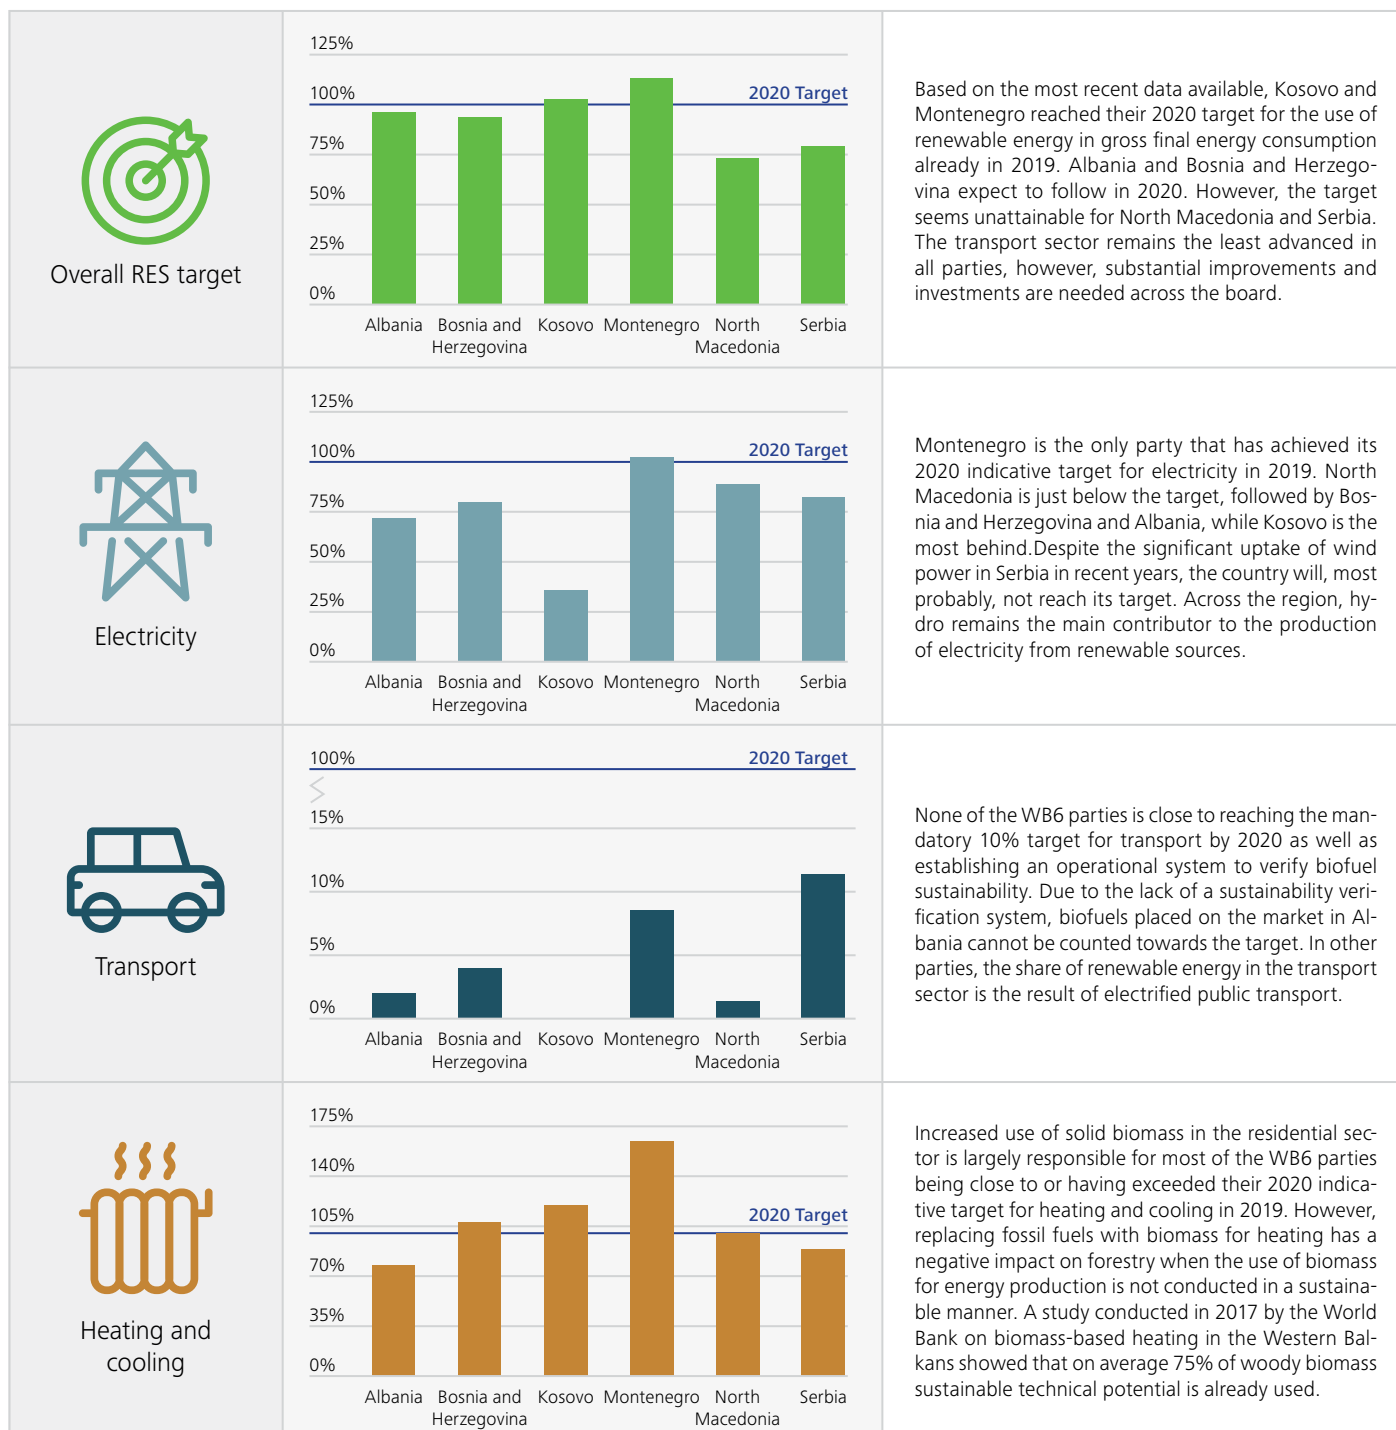 Overall RES target
125%
100%
75%
50%
25%
0%
2020 Target
Albania
Bosnia and
Herzegovina
Kosovo
Montenegro
North
Macedonia
Serbia
Based on the most recent data available, Kosovo and
Montenegro reached their 2020 target for the use of
renewable energy in gross final energy consumption
already in 2019. Albania and Bosnia and Herzego-
vina expect to follow in 2020. However, the target
seems unattainable for North Macedonia and Serbia.
The transport sector remains the least advanced in
all parties, however, substantial improvements and
investments are needed across the board.
Electricity
125%
100%
75%
50%
25%
0%
2020 Target
Albania
Bosnia and
Herzegovina
Kosovo
Montenegro
North
Macedonia
Serbia
Montenegro is the only party that has achieved its
2020 indicative target for electricity in 2019. North
Macedonia is just below the target, followed by Bos-
nia and Herzegovina and Albania, while Kosovo is the
most behind.Despite the significant uptake of wind
power in Serbia in recent years, the country will, most
probably, not reach its target. Across the region, hy-
dro remains the main contributor to the production
of electricity from renewable sources.
Transport
100%
15%
10%
5%
0%
2020 Target
Albania
Bosnia and
Herzegovina
Kosovo
Montenegro
North
Macedonia
Serbia
None of the WB6 parties is close to reaching the man-
datory 10% target for transport by 2020 as well as
establishing an operational system to verify biofuel
sustainability. Due to the lack of a sustainability veri-
fication system, biofuels placed on the market in Al-
bania cannot be counted towards the target. In other
parties, the share of renewable energy in the transport
sector is the result of electrified public transport.
Heating and
cooling
175%
140%
105%
70%
35%
0%
2020 Target
Albania
Bosnia and
Herzegovina
Kosovo
Montenegro
North
Macedonia
Serbia
Increased use of solid biomass in the residential sec-
tor is largely responsible for most of the WB6 parties
being close to or having exceeded their 2020 indica-
tive target for heating and cooling in 2019. However,
replacing fossil fuels with biomass for heating has a
negative impact on forestry when the use of biomass
for energy production is not conducted in a sustaina-
ble manner. A study conducted in 2017 by the World
Bank on biomass-based heating in the Western Bal-
kans showed that on average 75% of woody biomass
sustainable technical potential is already used.